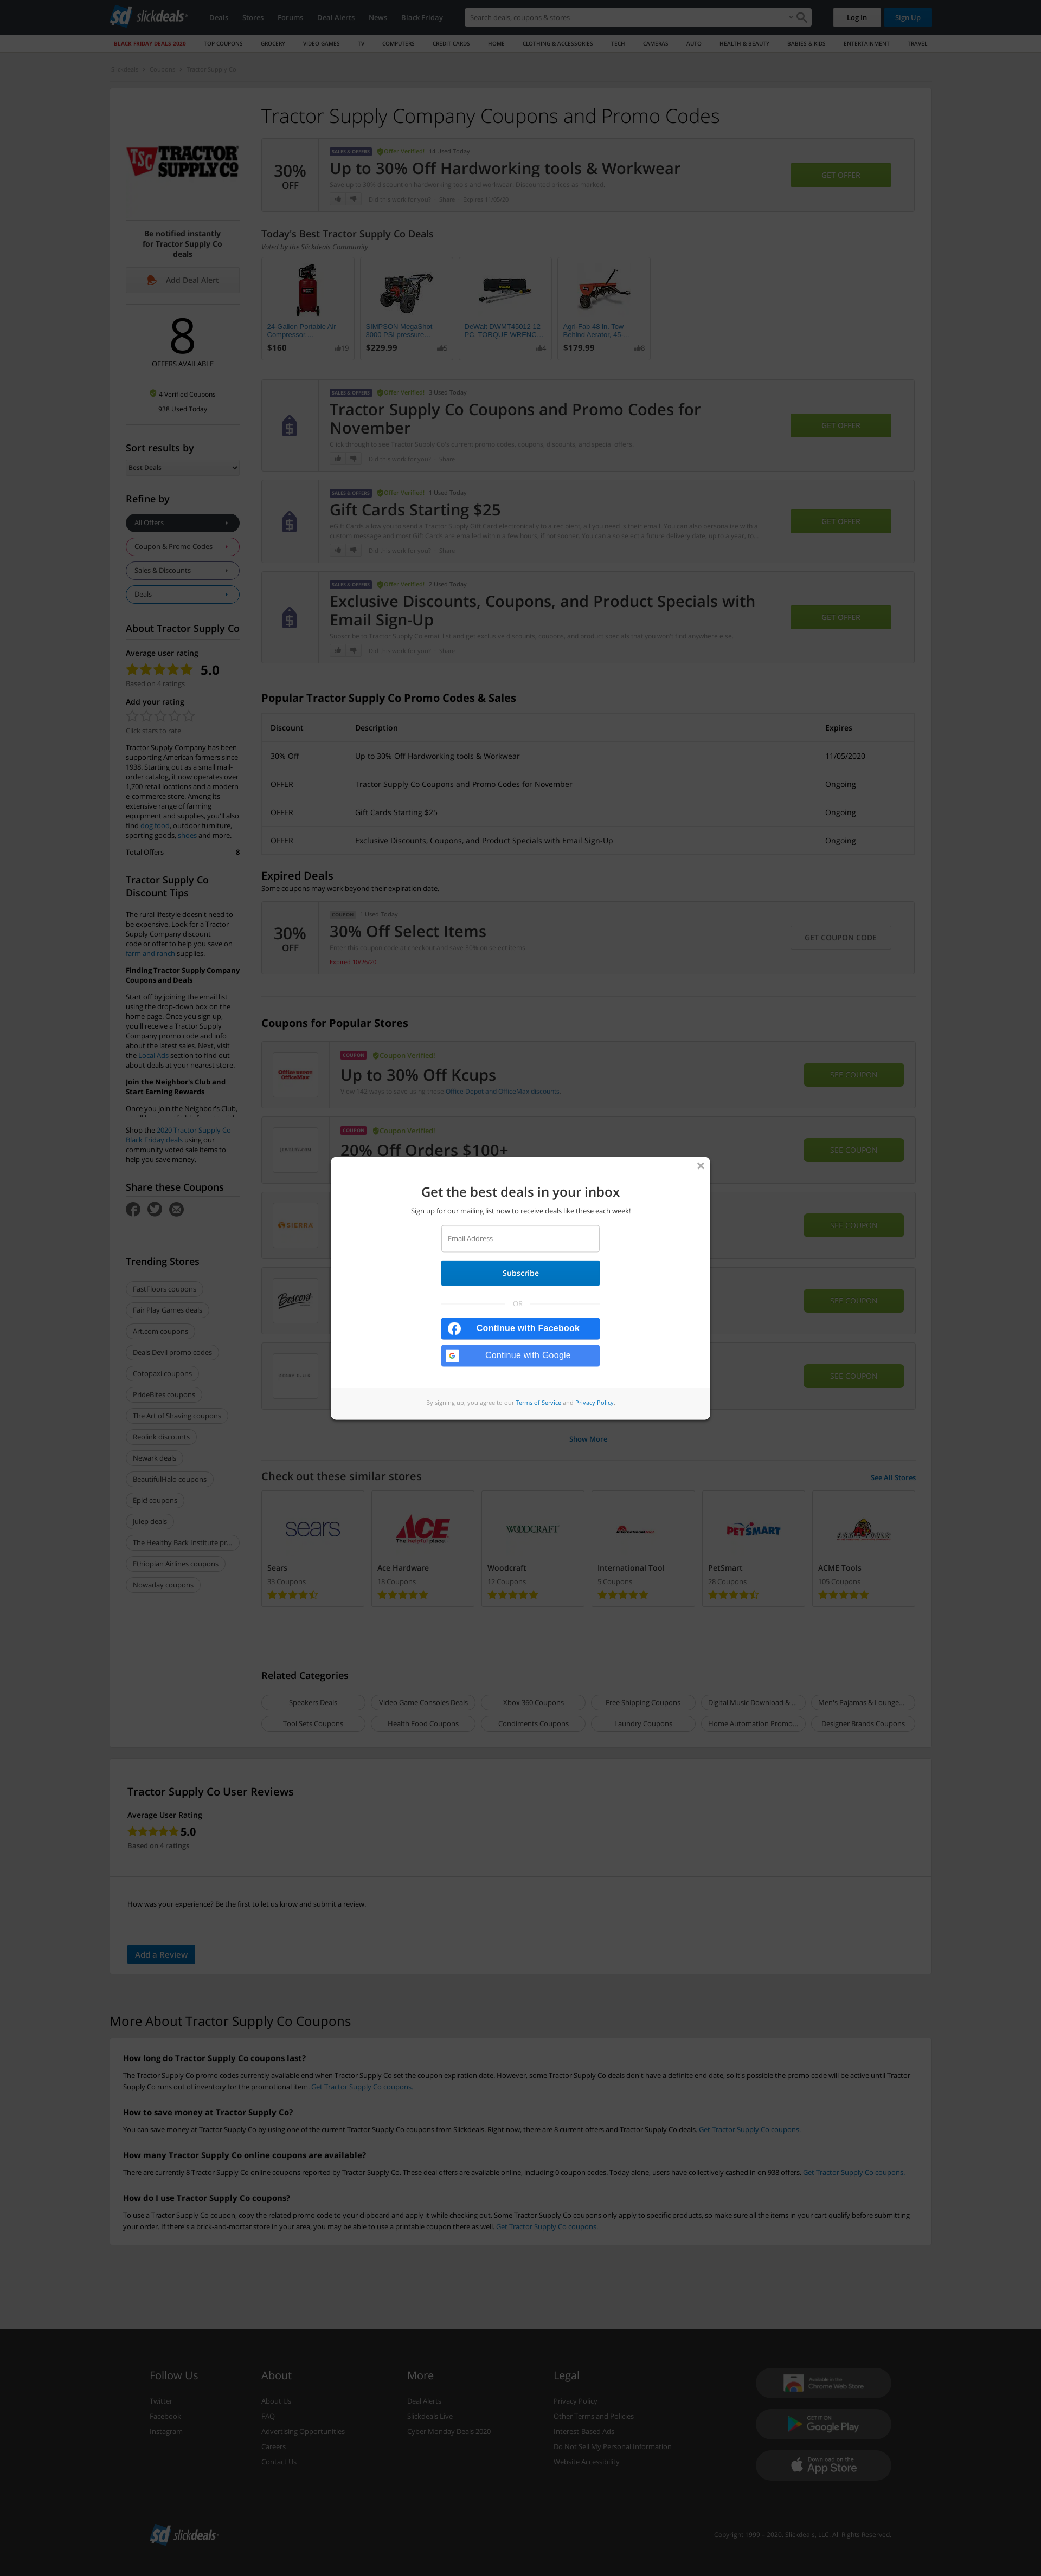 slickdeals
Deals Stores Forums Deal Alerts News Black Friday
Search deals, coupons & stores
Log In
Sign Up
BLACK FRIDAY DEALS 2020 TOP COUPONS GROCERY VIDEO GAMES TV COMPUTERS CREDIT CARDS HOME CLOTHING & ACCESSORIES TECH CAMERAS AUTO HEALTH & BEAUTY BABIES & KIDS ENTERTAINMENT TRAVEL
Slickdeals > Coupons > Tractor Supply Co
TSC TRACTOR
SUPPLY CO
Be notified instantly
for Tractor Supply Co
deals
Add Deal Alert
8
OFFERS AVAILABLE
4 Verified Coupons
938 Used Today
Sort results by
Best Deals
Refine by
All Offers
Coupon & Promo Codes
Sales & Discounts
Deals
About Tractor Supply Co
Average user rating
5.0
Based on 4 ratings
Add your rating
Click stars to rate
Tractor Supply Company has been
supporting American farmers since
1938. Starting out as a small mail-
order catalog, it now operates over
1,700 retail locations and a modern
e-commerce store. Among its
extensive range of farming
equipment and supplies, you'll also
find dog food, outdoor furniture,
sporting goods, shoes and more.
Total Offers 8
Tractor Supply Co
Discount Tips
The rural lifestyle doesn't need to
be expensive. Look for a Tractor
Supply Company discount
code or offer to help you save on
farm and ranch supplies.
Finding Tractor Supply Company
Coupons and Deals
Start off by joining the email list
using the drop-down box on the
home page. Once you sign up,
you'll receive a Tractor Supply
Company promo code and info
about the latest sales. Next, visit
the Local Ads section to find out
about deals at your nearest store.
Join the Neighbor's Club and
Start Earning Rewards
Once you join the Neighbor's Club,
Shop the 2020 Tractor Supply Co
Black Friday deals using our
community voted sale items to
help you save money.
Share these Coupons
Trending Stores
FastFloors coupons
Fair Play Games deals
Art.com coupons
Deals Devil promo codes
Cotopaxi coupons
PrideBites coupons
The Art of Shaving coupons
Reolink discounts
Newark deals
BeautifulHalo coupons
Epic! coupons
Julep deals
The Healthy Back Institute pr...
Ethiopian Airlines coupons
Nowaday coupons
Tractor Supply Company Coupons and Promo Codes
30%
OFF
SALES & OFFERS Offer Verified! 14 Used Today
Up to 30% Off Hardworking tools & Workwear
Save up to 30% discount on hardworking tools and workwear. Discounted prices as marked.
Did this work for you? Share Expires 11/05/20
GET OFFER
Today's Best Tractor Supply Co Deals
Voted by the Slickdeals Community
24-Gallon Portable Air
Compressor,...
$160 19
SIMPSON MegaShot
3000 PSI pressure...
$229.99 5
DeWalt DWMT45012 12
PC. TORQUE WRENC...
4
Agri-Fab 48 in. Tow
Behind Aerator, 45-...
$179.99 8
SALES & OFFERS Offer Verified! 3 Used Today
Tractor Supply Co Coupons and Promo Codes for
November
Click through to see Tractor Supply Co's current promo codes, coupons, discounts, and special offers.
Did this work for you? Share
GET OFFER
SALES & OFFERS Offer Verified! 1 Used Today
Gift Cards Starting $25
eGift Cards allow you to send a Tractor Supply Gift Card electronically to a recipient, all you need is their email. You can also personalize with a
custom message and most Gift Cards are emailed within a few hours, if not sooner. You can also select a future delivery date, up to a year, to...
Did this work for you? Share
GET OFFER
SALES & OFFERS Offer Verified! 2 Used Today
Exclusive Discounts, Coupons, and Product Specials with
Email Sign-Up
Subscribe to Tractor Supply Co email list and get exclusive discounts, coupons, and product specials that you won't find anywhere else.
Did this work for you? Share
GET OFFER
Popular Tractor Supply Co Promo Codes & Sales
Discount Description Expires
30% Off Up to 30% Off Hardworking tools & Workwear 11/05/2020
OFFER Tractor Supply Co Coupons and Promo Codes for November Ongoing
OFFER Gift Cards Starting $25 Ongoing
OFFER Exclusive Discounts, Coupons, and Product Specials with Email Sign-Up Ongoing
Expired Deals
Some coupons may work beyond their expiration date.
30%
OFF
COUPON 1 Used Today
30% Off Select Items
Enter this coupon code at checkout and save 30% on select items.
Expired 10/26/20
GET COUPON CODE
Coupons for Popular Stores
Office DEPOT
OfficeMax
COUPON Coupon Verified!
Up to 30% Off Kcups
View 142 ways to save using these Office Depot and OfficeMax discounts
SEE COUPON
COUPON Coupon Verified!
20% Off Orders $100+
SEE COUPON
SIERRA
SEE COUPON
Boscov's
SEE COUPON
PERRY ELLIS
SEE COUPON
Get the best deals in your inbox
Sign up for our mailing list now to receive deals like these each week!
Email Address
Subscribe
OR
Continue with Facebook
G Continue with Google
By signing up, you agree to our Terms of Service and Privacy Policy.
Show More
Check out these similar stores See All Stores
sears
Sears
33 Coupons
ACE
The helpful place.
Ace Hardware
18 Coupons
WOODCRAFT
Woodcraft
12 Coupons
International Tool
5 Coupons
PETSMART
PetSmart
28 Coupons
ACME TOOLS
ACME Tools
105 Coupons
Related Categories
Speakers Deals
Video Game Consoles Deals
Xbox 360 Coupons
Free Shipping Coupons
Digital Music Download & ...
Men's Pajamas & Lounge...
Tool Sets Coupons
Health Food Coupons
Condiments Coupons
Laundry Coupons
Home Automation Promo...
Designer Brands Coupons
Tractor Supply Co User Reviews
Average User Rating
5.0
Based on 4 ratings
How was your experience? Be the first to let us know and submit a review.
Add a Review
More About Tractor Supply Co Coupons
How long do Tractor Supply Co coupons last?
The Tractor Supply Co promo codes currently available end when Tractor Supply Co set the coupon expiration date. However, some Tractor Supply Co deals don't have a definite end date, so it's possible the promo code will be active until Tractor
Supply Co runs out of inventory for the promotional item. Get Tractor Supply Co coupons.
How to save money at Tractor Supply Co?
You can save money at Tractor Supply Co by using one of the current Tractor Supply Co coupons from Slickdeals. Right now, there are 8 current offers and Tractor Supply Co deals. Get Tractor Supply Co coupons.
How many Tractor Supply Co online coupons are available?
There are currently 8 Tractor Supply Co online coupons reported by Tractor Supply Co. These deal offers are available online, including 0 coupon codes. Today alone, users have collectively cashed in on 938 offers. Get Tractor Supply Co coupons.
How do I use Tractor Supply Co coupons?
To use a Tractor Supply Co coupon, copy the related promo code to your clipboard and apply it while checking out. Some Tractor Supply Co coupons only apply to specific products, so make sure all the items in your cart qualify before submitting
your order. If there's a brick-and-mortar store in your area, you may be able to use a printable coupon there as well. Get Tractor Supply Co coupons.
Follow Us
Twitter
Facebook
Instagram
About
About Us
FAQ
Advertising Opportunities
Careers
Contact Us
More
Deal Alerts
Slickdeals Live
Cyber Monday Deals 2020
Legal
Privacy Policy
Other Terms and Policies
Interest-Based Ads
Do Not Sell My Personal Information
Website Accessibility
Available in the
Chrome Web Store
GET IT ON
Google Play
Download on the
App Store
slickdeals
Copyright 1999 - 2020. Slickdeals, LLC. All Rights Reserved.